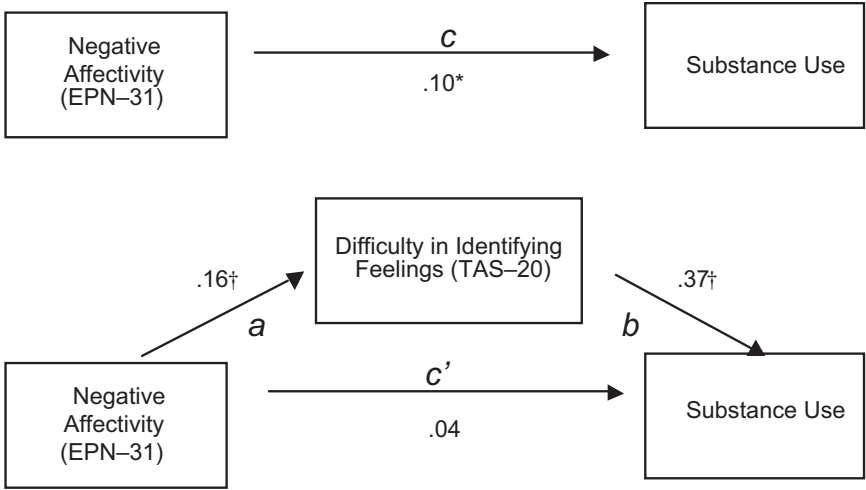 Negative
Affectivity
(EPN–31)
c
.10*
Substance Use
Difficulty in Identifying
Feelings (TAS–20)
.16†
a
.37†
b
Negative
Affectivity
(EPN–31)
c’
.04
Substance Use